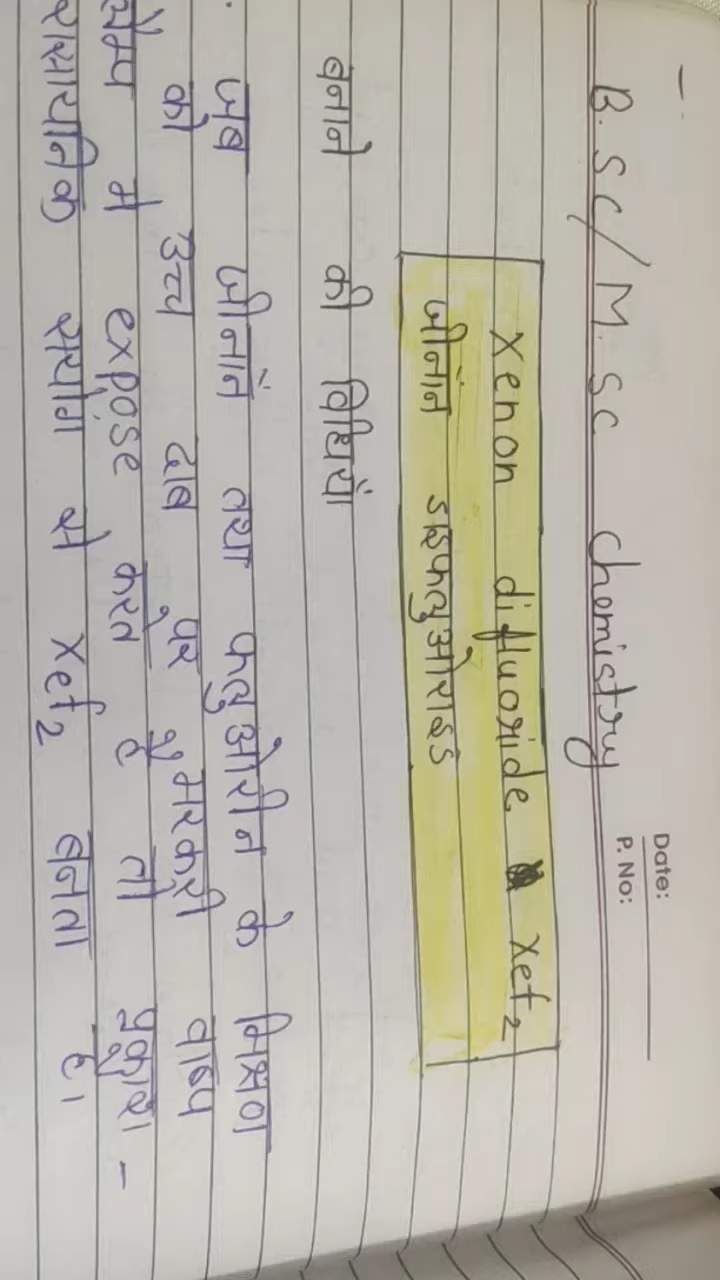 Date:
P. No:
B. Sc/ M. sc chemistry
Xenon difluoride Xef2
जीनॉन डाइफ्लुओराइड
बनाने की विधियां
जब जीनॉन तथा फ्लुओरीन के मिश्रण
को उच्च दाब पर मरकरी वाष्प
लैम्प में expose करते है तो प्रकाश -
रासायनिक संयोग से Xef2 बनता है।